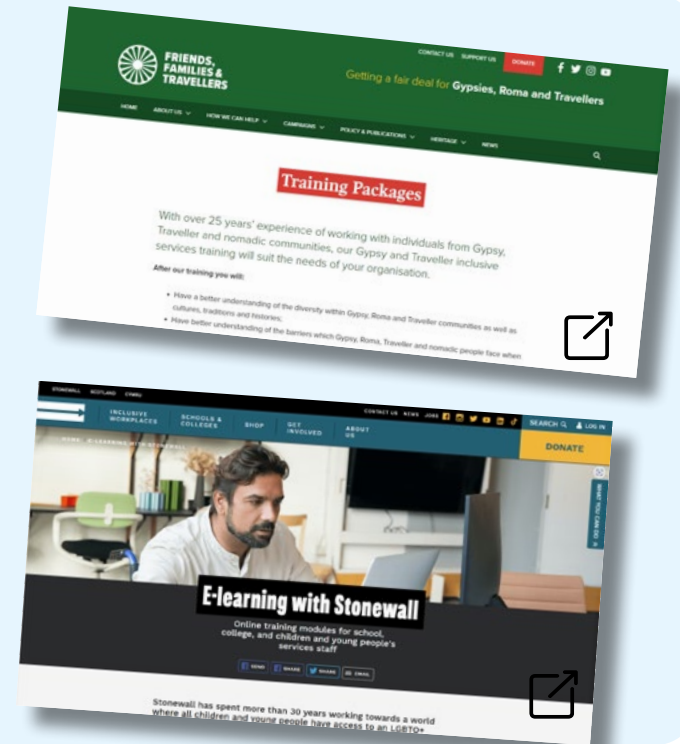 CONTACT US SUPPORT US DONATE
FRIENDS,
FAMILIES &
TRAVELLERS
Getting a fair deal for Gypsies, Roma and Travellers
HOME ABOUT US HOW WE CAN HELP CAMPAIGNS POLICY & PUBLICATIONS HERITAGE NEWS
Training Packages
With over 25 years' experience of working with individuals from Gypsy,
Traveller and nomadic communities, our Gypsy and Traveller inclusive
services training will suit the needs of your organisation.
After our training you will:
• Have a better understanding of the diversity within Gypsy, Roma and Traveller communities as well as
cultures, traditions and histories;
• Have better understanding of the barriers which Gypsy, Roma, Traveller and nomadic people face when
STONEWALL SCOTLAND CYMRU
CONTACT US NEWS JOBS
SEARCH LOG IN
INCLUSIVE
WORKPLACES
SCHOOLS &
COLLEGES
SHOP
GET
INVOLVED
ABOUT
US
DONATE
HOME E-LEARNING WITH STONEWALL
WHAT YOU CAN DO
E-learning with Stonewall
Online training modules for school,
college, and children and young people's
services staff
SEND SHARE SHARE EMAIL
Stonewall has spent more than 30 years working towards a world
where all children and young people have access to an LGBTQ+